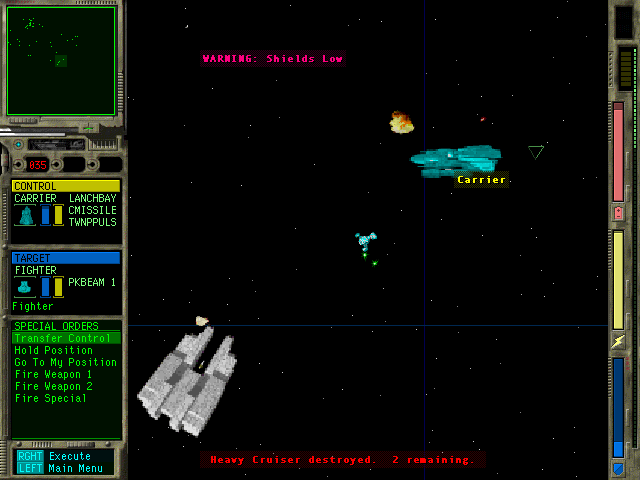 WARNING: Shields Low
035
CONTROL
CARRIER LANCHBAY
CMISSILE
TWNPPULS
Carrier
TARGET
FIGHTER
PKBEAM 1
Fighter
SPECIAL ORDERS
Transfer Control
Hold Position
Go To My Position
Fire Weapon 1
Fire Weapon 2
Fire Special
RGHT Execute
LEFT Main Menu
Heavy Cruiser destroyed. 2 remaining.